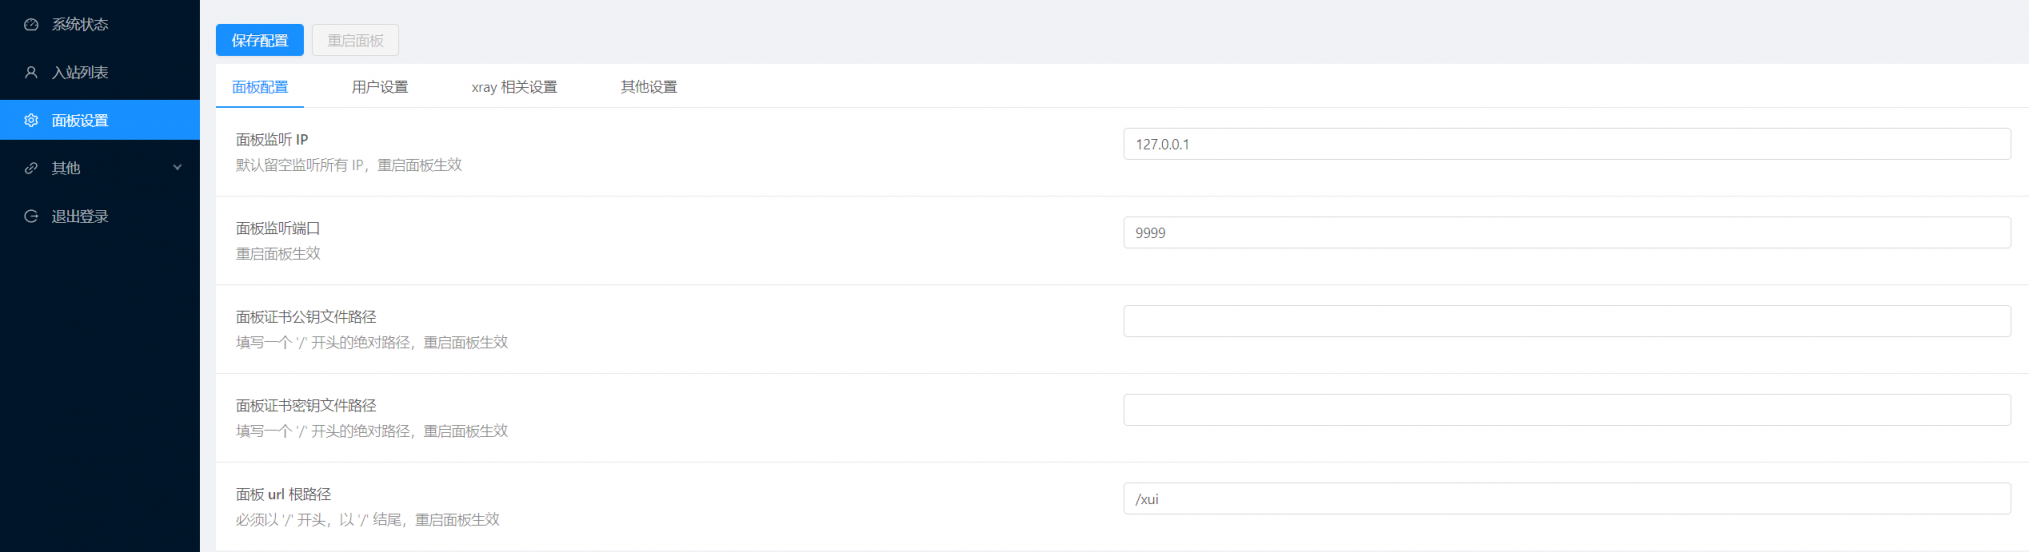 系统状态
入站列表
面板设置
其他
退出登录
保存配置
重启面板
面板配置
用户设置
xray 相关设置
其他设置
面板监听 IP
默认留空监听所有 IP，重启面板生效
127.0.0.1
面板监听端口
重启面板生效
9999
面板证书公钥文件路径
填写一个 '/' 开头的绝对路径，重启面板生效
面板证书密钥文件路径
填写一个 '/' 开头的绝对路径，重启面板生效
面板 url 根路径
必须以 '/' 开头，以 '/' 结尾，重启面板生效
/xui